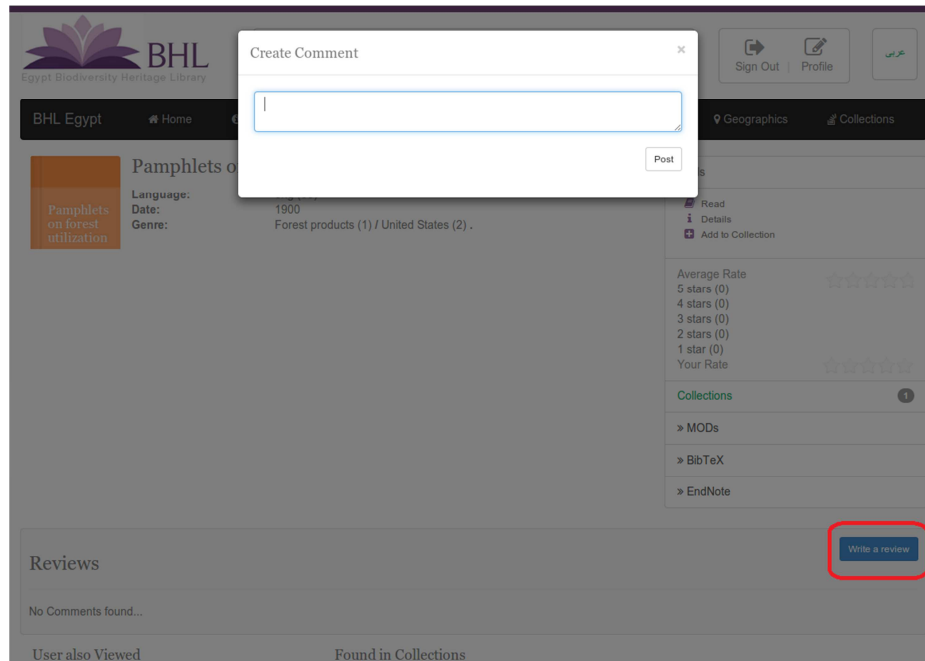 BHL
Egypt Biodiversity Heritage Library
Create Comment
×
Sign Out | Profile
عربى
BHL Egypt
Home
Geographics
Collections
Post
Pamphlets o
Pamphlets
on forest
utilization
Language:
Date: 1900
Genre: Forest products (1) / United States (2) .
Read
Details
Add to Collection
Average Rate
5 stars (0)
4 stars (0)
3 stars (0)
2 stars (0)
1 star (0)
Your Rate
Collections 1
» MODs
» BibTeX
» EndNote
Write a review
Reviews
No Comments found...
User also Viewed
Found in Collections